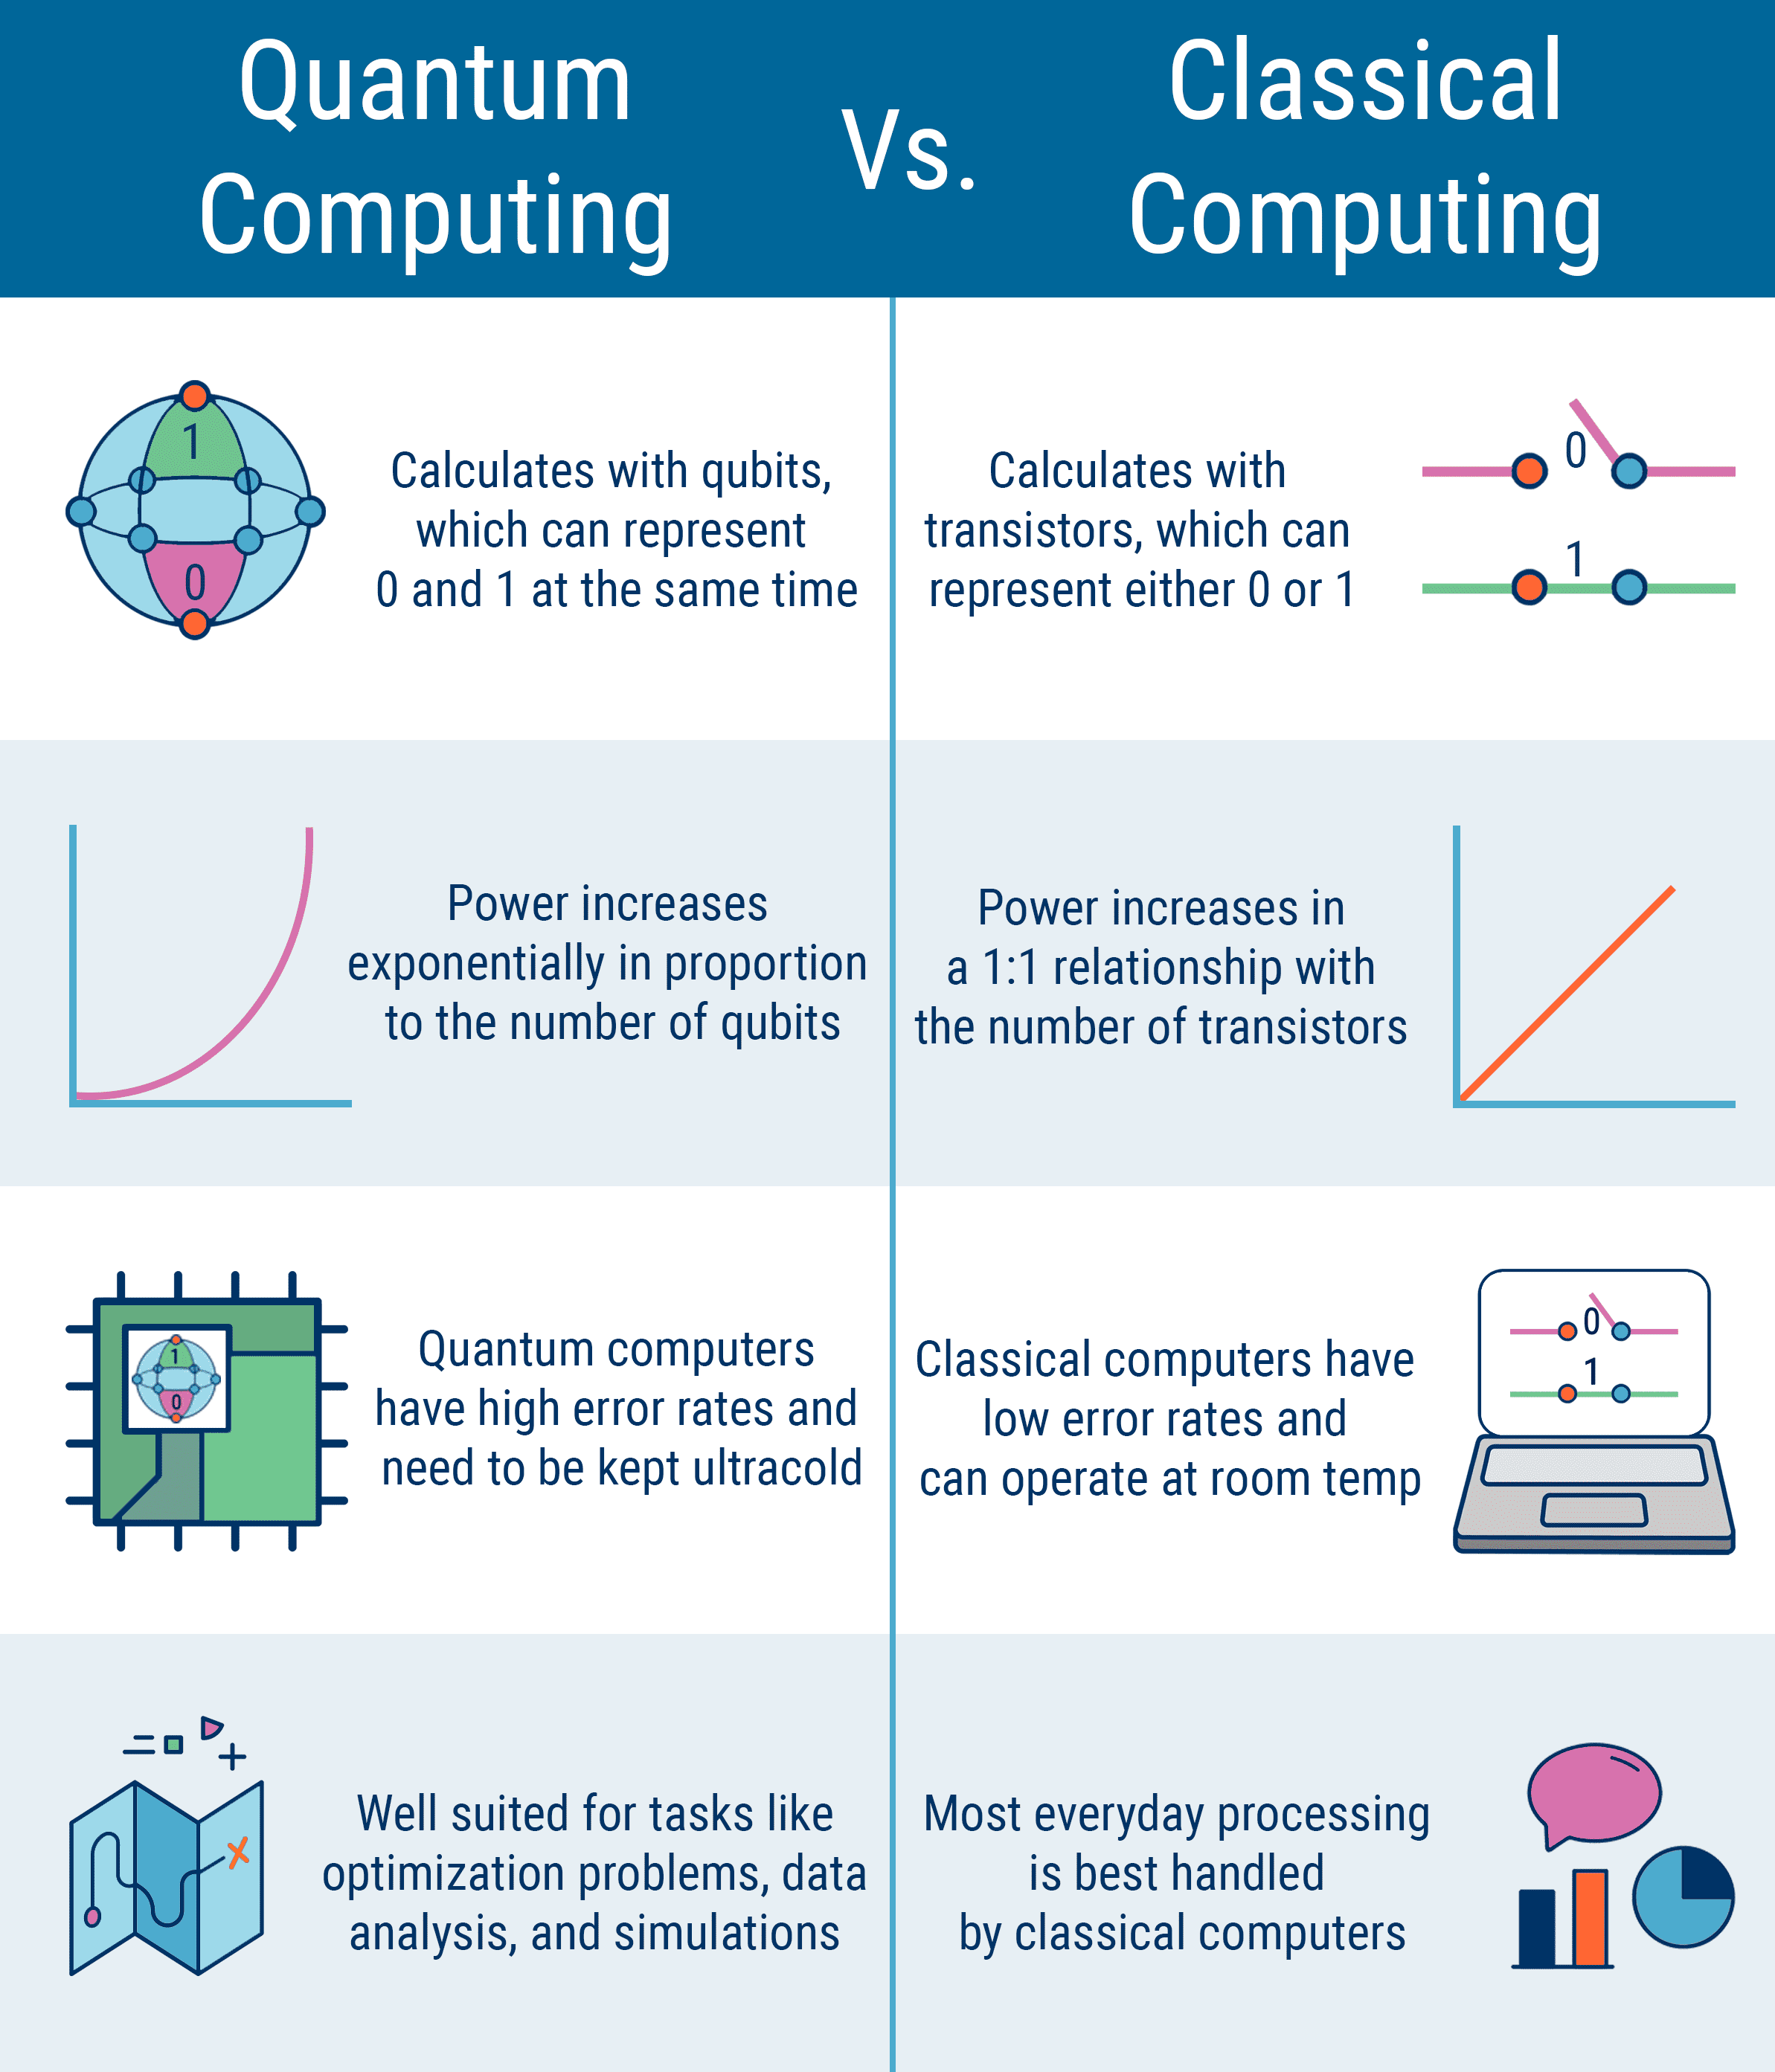 Quantum
Computing
Vs.
Classical
Computing
1
0
Calculates with qubits,
which can represent
0 and 1 at the same time
Calculates with
transistors, which can
represent either 0 or 1
0
1
Power increases
exponentially in proportion
to the number of qubits
Power increases in
a 1:1 relationship with
the number of transistors
1
0
Quantum computers
have high error rates and
need to be kept ultracold
Classical computers have
low error rates and
can operate at room temp
0
1
Well suited for tasks like
optimization problems, data
analysis, and simulations
Most everyday processing
is best handled
by classical computers